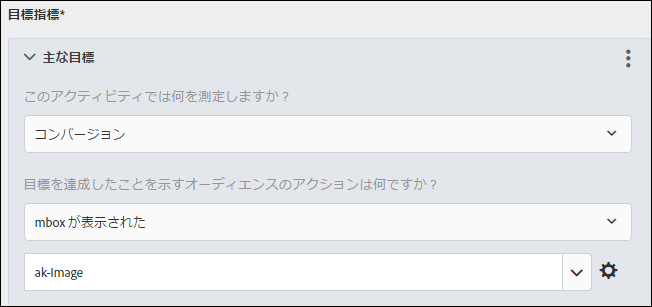 目標指標*
主な目標
このアクティビティでは何を測定しますか？
コンバージョン
目標を達成したことを示すオーディエンスのアクションは何ですか？
mbox が表示された
ak-Image